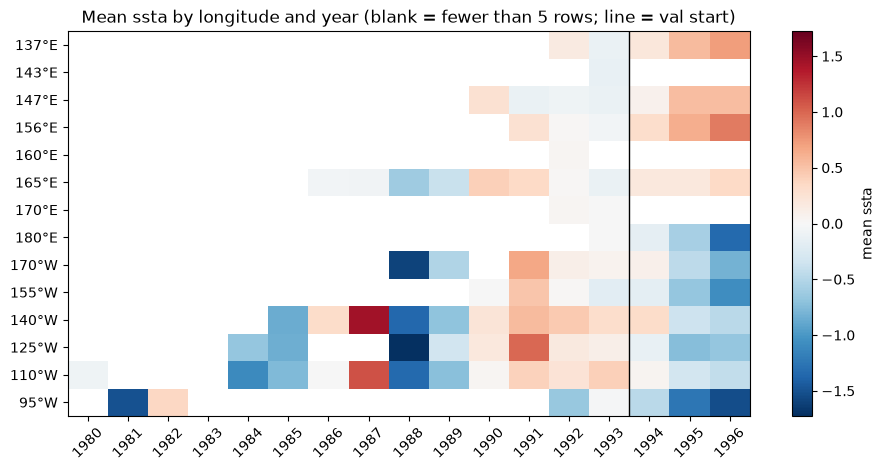 Mean ssta by longitude and year (blank = fewer than 5 rows; line = val start)
137°E
143°E
147°E
156°E
160°E
165°E
170°E
180°E
170°W
155°W
140°W
125°W
110°W
95°W
1980 1981 1982 1983 1984 1985 1986 1987 1988 1989 1990 1991 1992 1993 1994 1995 1996
1.5
1.0
0.5
0.0
−0.5
−1.0
−1.5
mean ssta